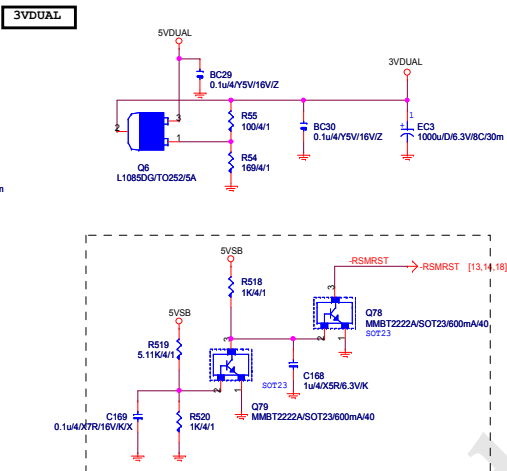 3VDUAL
5VDUAL
3VDUAL
BC29
0.1u/4/Y5V/16V/Z
2
3
1
R55
100/4/1
BC30
0.1u/4/Y5V/16V/Z
1
+
EC3
1000u/D/6.3V/8C/30m
R54
169/4/1
Q6
L1085DG/TO252/5A
m
5VSB
-RSMRST
-RSMRST [13,14,18]
R518
1K/4/1
3
Q78
MMBT2222A/SOT23/600mA/40
SOT23
5VSB
2
1
R519
5.11K/4/1
3
C168
1u/4/X5R/6.3V/K
SOT23
2
1
Q79
MMBT2222A/SOT23/600mA/40
C169
0.1u/4/X7R/16V/K/X
R520
1K/4/1